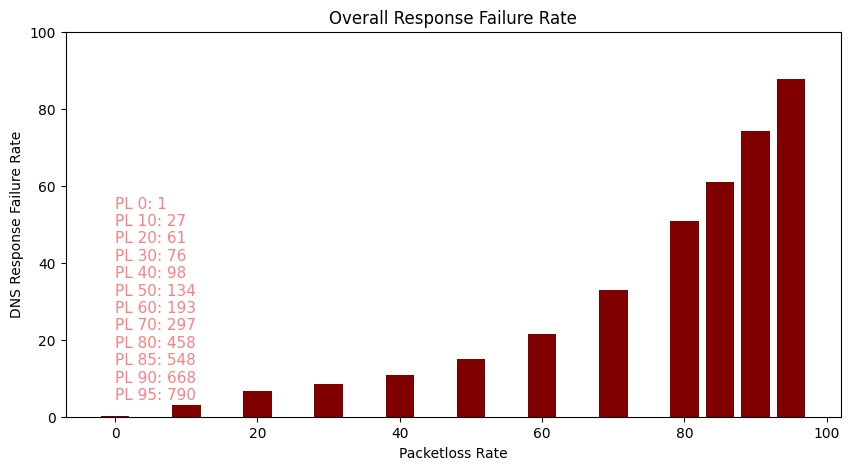 Overall Response Failure Rate
100
80
60
40
20
0
DNS Response Failure Rate
PL 0: 1
PL 10: 27
PL 20: 61
PL 30: 76
PL 40: 98
PL 50: 134
PL 60: 193
PL 70: 297
PL 80: 458
PL 85: 548
PL 90: 668
PL 95: 790
0 20 40 60 80 100
Packetloss Rate